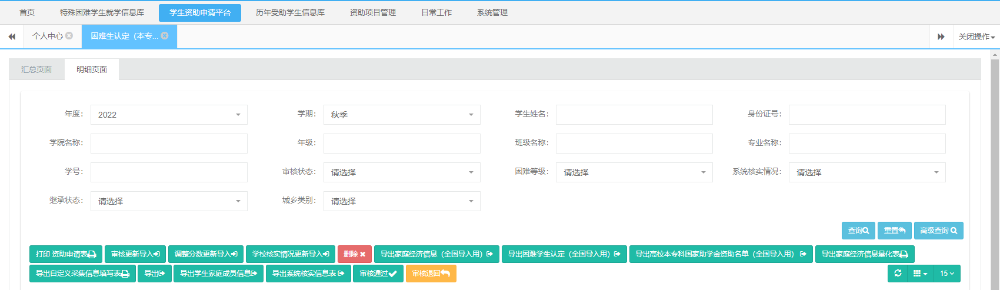 首页 特殊困难学生就学信息库 学生资助申请平台 历年受助学生信息库 资助项目管理 日常工作 系统管理
个人中心 困难生认定（本专... 关闭操作
汇总页面 明细页面
年度： 2022 学期： 秋季 学生姓名： 身份证号：
学院名称： 年级： 班级名称： 专业名称：
学号： 审核状态： 请选择 困难等级： 请选择 系统核实情况： 请选择
继承状态： 请选择 城乡类别： 请选择
查询 重置 高级查询
打印 资助申请表 审核更新导入 调整分数更新导入 学校核实情况更新导入 删除 导出家庭经济信息（全国导入用） 导出困难学生认定（全国导入用） 导出高校本专科国家助学金资助名单（全国导入用） 导出家庭经济信息量化表
导出自定义采集信息填写表 导出 导出学生家庭成员信息 导出系统核实信息表 审核通过 审核退回 15